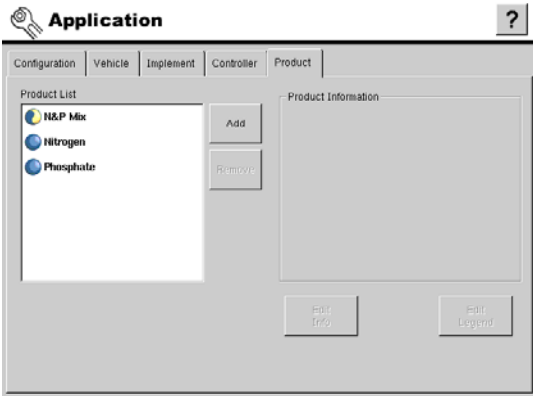 Application
?
Configuration
Vehicle
Implement
Controller
Product
Product List
N&P Mix
Nitrogen
Phosphate
Add
Remove
Product Information
Edit
Info
Edit
Legend